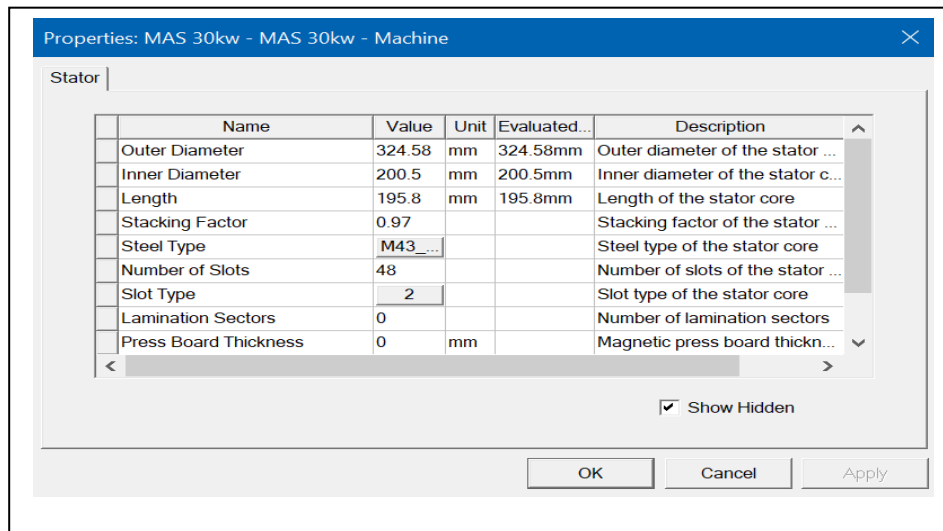 Properties: MAS 30kw - MAS 30kw - Machine
Stator
Name Value Unit Evaluated... Description
Outer Diameter 324.58 mm 324.58mm Outer diameter of the stator ...
Inner Diameter 200.5 mm 200.5mm Inner diameter of the stator c...
Length 195.8 mm 195.8mm Length of the stator core
Stacking Factor 0.97 Stacking factor of the stator ...
Steel Type M43_... Steel type of the stator core
Number of Slots 48 Number of slots of the stator ...
Slot Type 2 Slot type of the stator core
Lamination Sectors 0 Number of lamination sectors
Press Board Thickness 0 mm Magnetic press board thickn...
Show Hidden
OK Cancel Apply